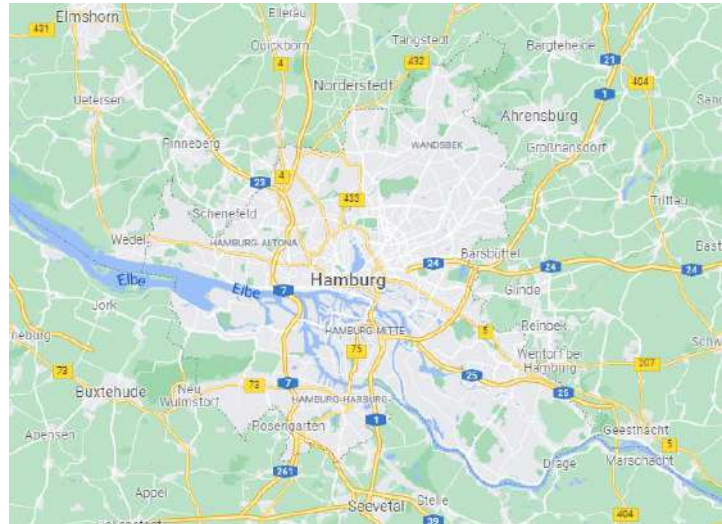 Elmshorn
Ellerau
431
Quickborn
Tangstedt
432
Bargteheide
21
4
404
Norderstedt
1
Uetersen
Ahrensburg
Pinneberg
WANDSBEK
Großhansdorf
23
4
433
Trittau
Schenefeld
Wedel
HAMBURG-ALTONA
Barsbüttel
24
24
24
Elbe
Hamburg
Elbe
7
Glinde
Jork
HAMBURG-MITTE
5
Reinbek
75
Wentorf bei
Hamburg
207
73
7
25
25
Buxtehude
Neu
Wulmstorf
73
HAMBURG-HARBURG
1
Rosengarten
Geesthacht
Apensen
5
Marschacht
Drage
261
Appel
Stelle
Seevetal
404
39